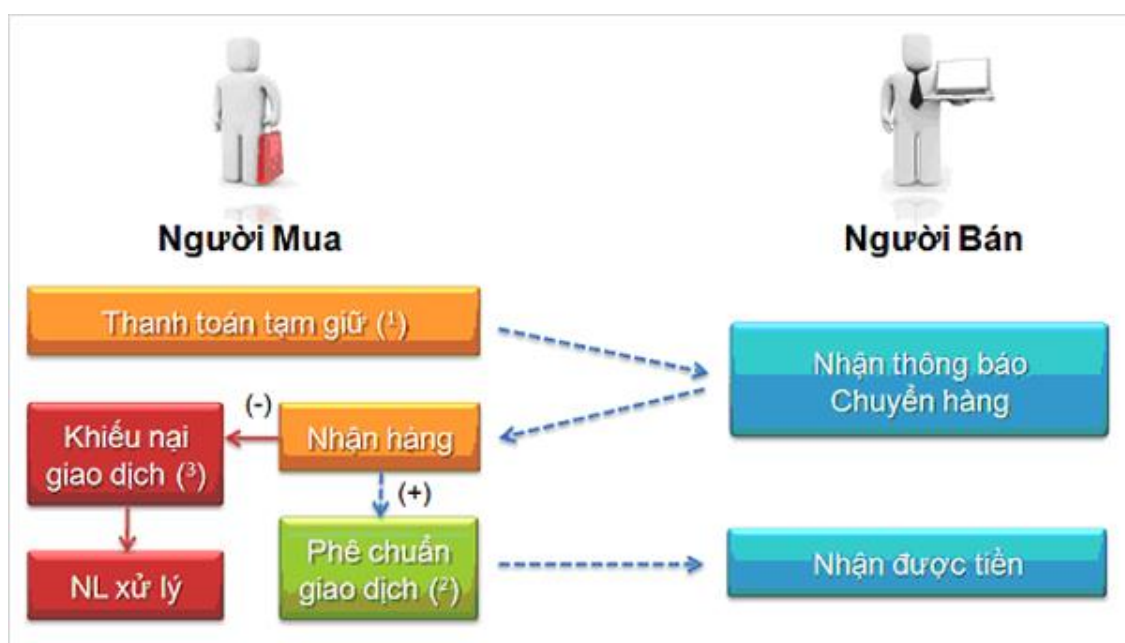 Người Mua
Người Bán
Thanh toán tạm giữ (¹)
Nhận thông báo
Chuyển hàng
(-)
Khiếu nại
giao dịch (³)
Nhận hàng
(+)
Phê chuẩn
giao dịch (²)
NL xử lý
Nhận được tiền